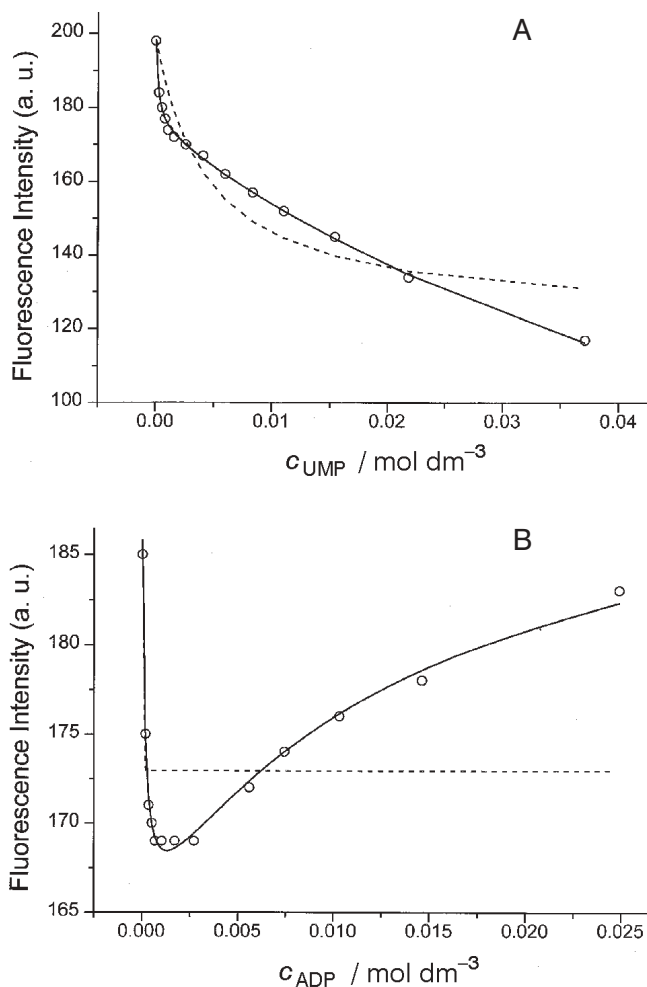 A
Fluorescence Intensity (a. u.)
200
180
160
140
120
100
0.00 0.01 0.02 0.03 0.04
c UMP / mol dm⁻³
B
Fluorescence Intensity (a. u.)
185
180
175
170
165
0.000 0.005 0.010 0.015 0.020 0.025
c ADP / mol dm⁻³